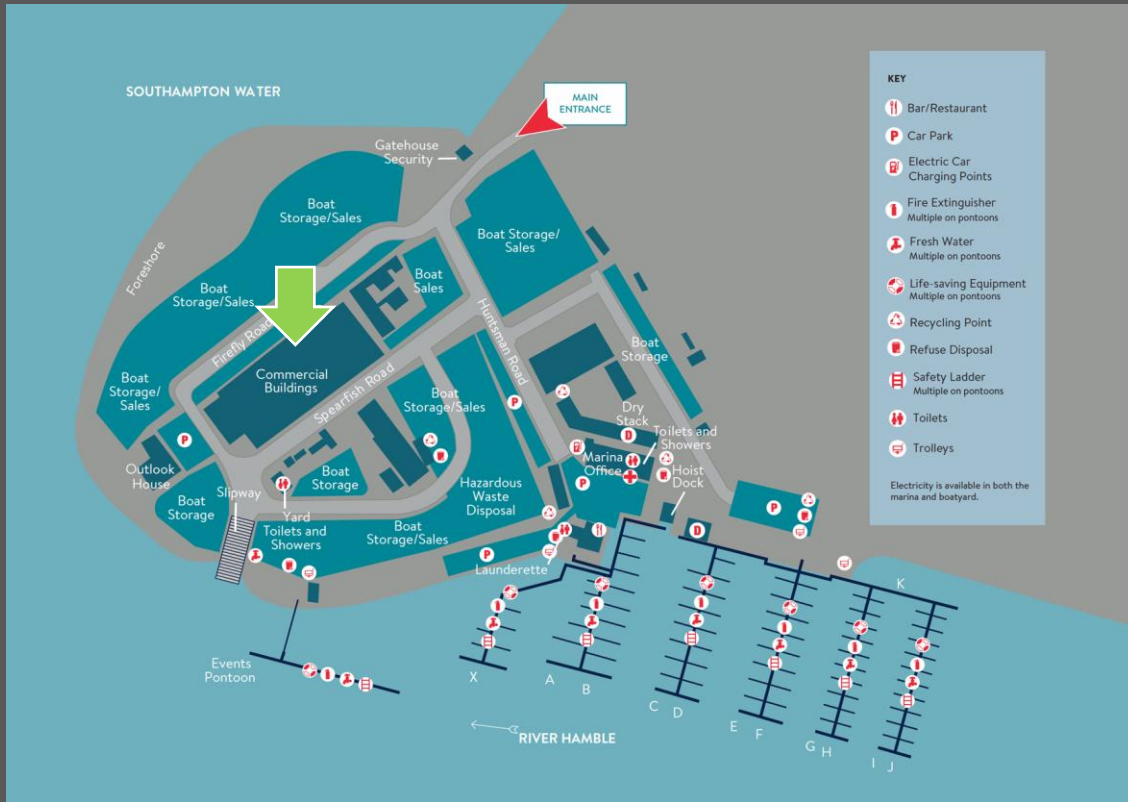 SOUTHAMPTON WATER
MAIN
ENTRANCE
Gatehouse
Security
Foreshore
Boat
Storage/Sales
Boat Storage/
Sales
Boat
Storage/Sales
Boat
Sales
Firefly Road
Huntsman Road
Commercial
Buildings
Spearfish Road
Boat
Storage
Boat
Storage/
Sales
Boat
Storage/Sales
P
P
Dry
Stack
D
Toilets and
Showers
Marina
Office
Hoist
Dock
P
Outlook
House
Slipway
Boat
Storage
Boat
Storage
Hazardous
Waste
Disposal
Yard
Toilets and
Showers
Boat
Storage/Sales
P
D
P
Launderette
K
Events
Pontoon
X
A
B
C
D
E
F
G
H
I
J
RIVER HAMBLE
KEY
Bar/Restaurant
P
Car Park
Electric Car
Charging Points
Fire Extinguisher
Multiple on pontoons
Fresh Water
Multiple on pontoons
Life-saving Equipment
Multiple on pontoons
Recycling Point
Refuse Disposal
Safety Ladder
Multiple on pontoons
Toilets
Trolleys
Electricity is available in both the
marina and boatyard.